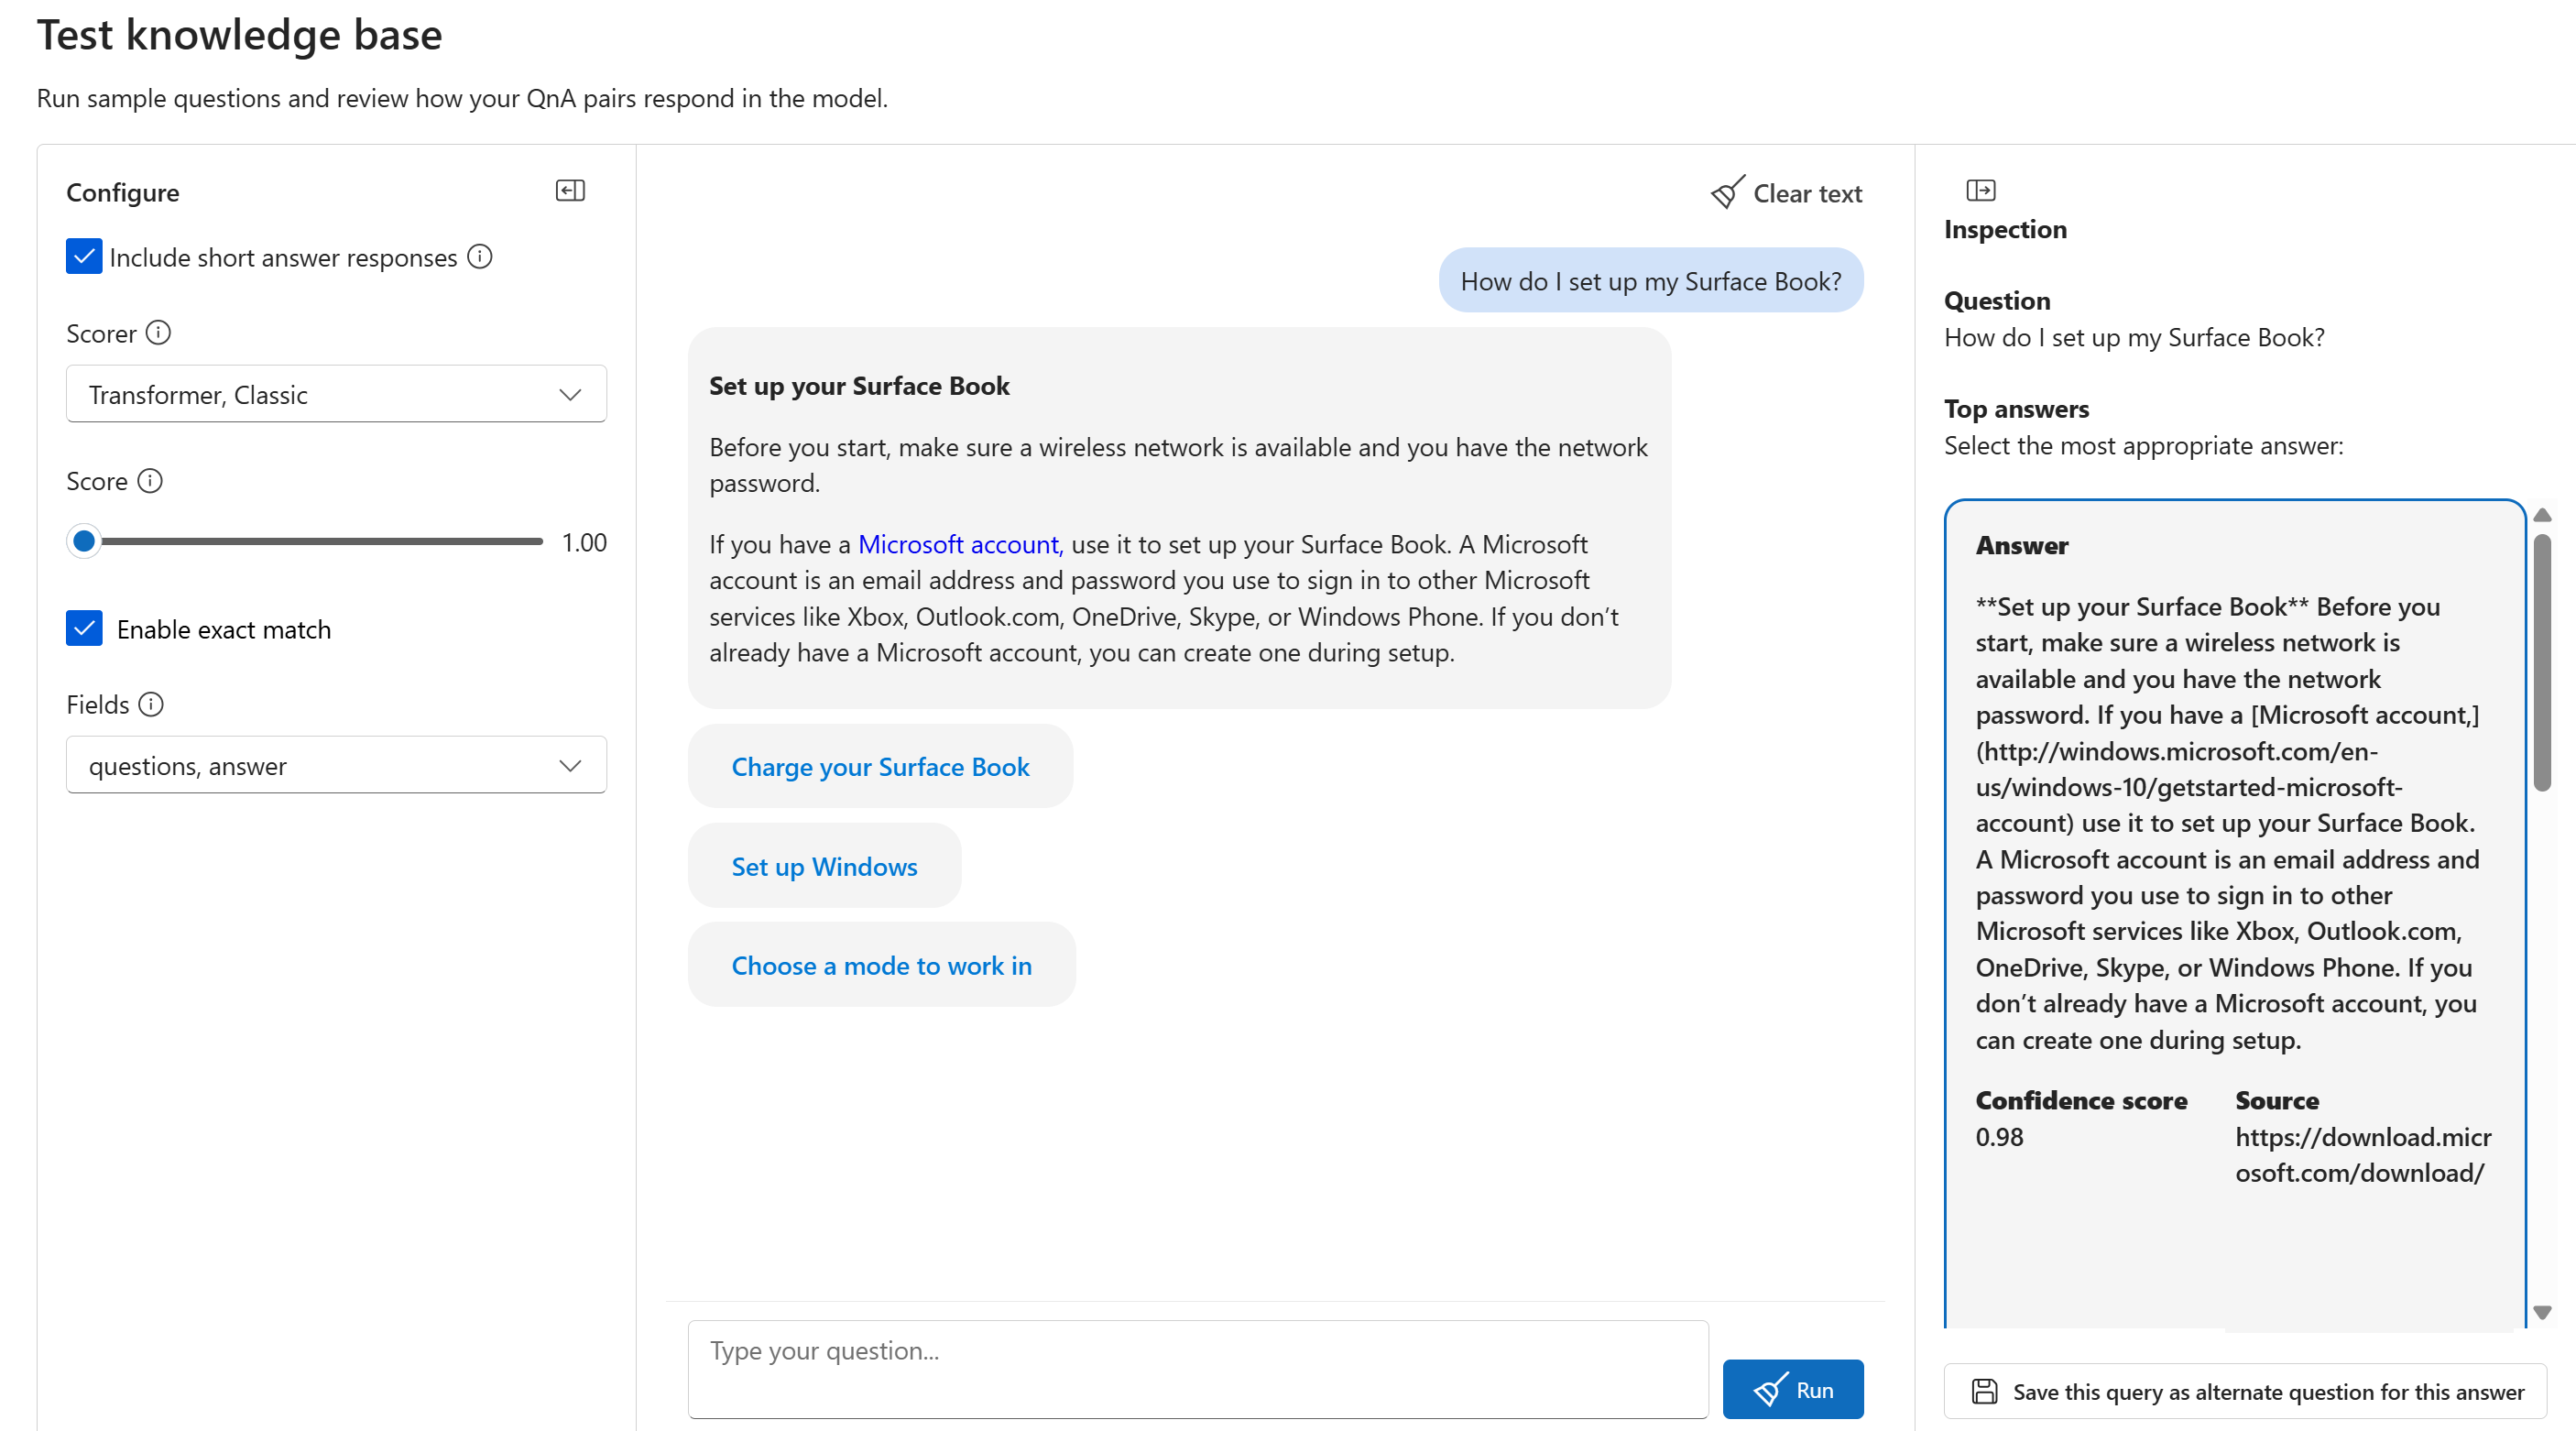 Test knowledge base
Run sample questions and review how your QnA pairs respond in the model.
Configure
Include short answer responses
Scorer
Transformer, Classic
Score
1.00
Enable exact match
Fields
questions, answer
Clear text
How do I set up my Surface Book?
Set up your Surface Book
Before you start, make sure a wireless network is available and you have the network
password.
If you have a Microsoft account, use it to set up your Surface Book. A Microsoft
account is an email address and password you use to sign in to other Microsoft
services like Xbox, Outlook.com, OneDrive, Skype, or Windows Phone. If you don’t
already have a Microsoft account, you can create one during setup.
Charge your Surface Book
Set up Windows
Choose a mode to work in
Type your question...
Run
Inspection
Question
How do I set up my Surface Book?
Top answers
Select the most appropriate answer:
Answer
**Set up your Surface Book** Before you
start, make sure a wireless network is
available and you have the network
password. If you have a [Microsoft account,]
(http://windows.microsoft.com/en-
us/windows-10/getstarted-microsoft-
account) use it to set up your Surface Book.
A Microsoft account is an email address and
password you use to sign in to other
Microsoft services like Xbox, Outlook.com,
OneDrive, Skype, or Windows Phone. If you
don’t already have a Microsoft account, you
can create one during setup.
Confidence score
0.98
Source
https://download.micr
osoft.com/download/
Save this query as alternate question for this answer